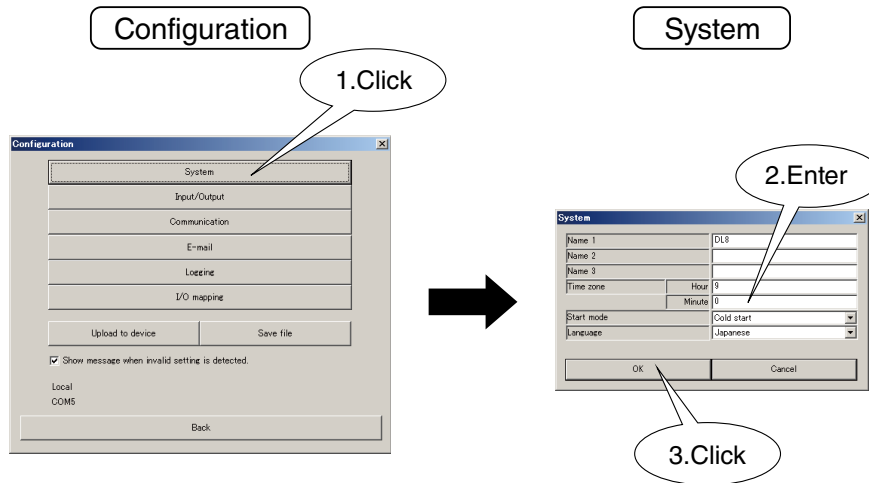 Configuration
System
1.Click
Configuration
System
Input/Output
Communication
E-mail
Logging
I/O mapping
Upload to device
Save file
Show message when invalid setting is detected.
Local
COM5
Back
2.Enter
System
Name 1
DL8
Name 2
Name 3
Time zone
Hour
9
Minute
0
Start mode
Cold start
Language
Japanese
OK
Cancel
3.Click